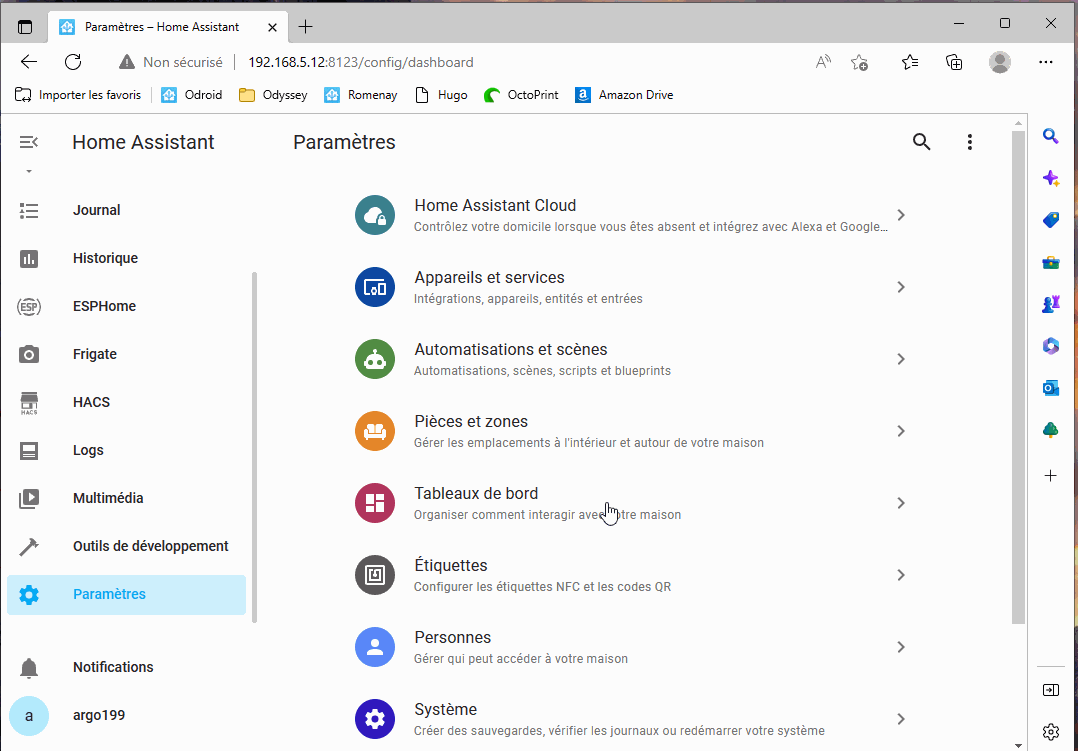 Paramètres – Home Assistant
Non sécurisé
192.168.5.12:8123/config/dashboard
Importer les favoris
Odroid
Odyssey
Romenay
Hugo
OctoPrint
Amazon Drive
Home Assistant
Paramètres
Journal
Historique
ESP
ESPHome
Frigate
HACS
HACS
Logs
Multimédia
Outils de développement
Paramètres
Notifications
a
argo199
Home Assistant Cloud
Contrôlez votre domicile lorsque vous êtes absent et intégrez avec Alexa et Google…
Appareils et services
Intégrations, appareils, entités et entrées
Automatisations et scènes
Automatisations, scènes, scripts et blueprints
Pièces et zones
Gérer les emplacements à l'intérieur et autour de votre maison
Tableaux de bord
Organiser comment interagir avec votre maison
Étiquettes
Configurer les étiquettes NFC et les codes QR
Personnes
Gérer qui peut accéder à votre maison
Système
Créer des sauvegardes, vérifier les journaux ou redémarrer votre système